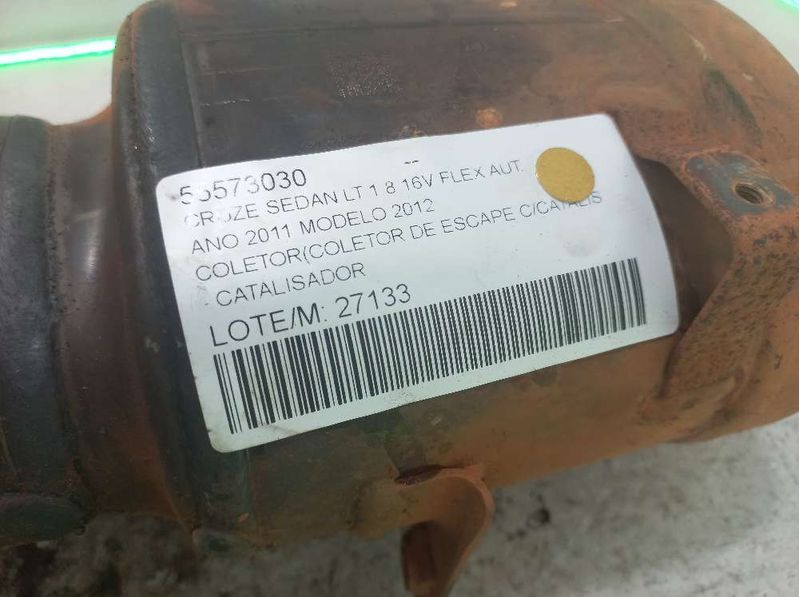 55573030
--
CRUZE SEDAN LT 1 8 16V FLEX AUT.
ANO 2011 MODELO 2012
COLETOR(COLETOR DE ESCAPE C/CATALIS
- CATALISADOR
LOTE/M: 27133